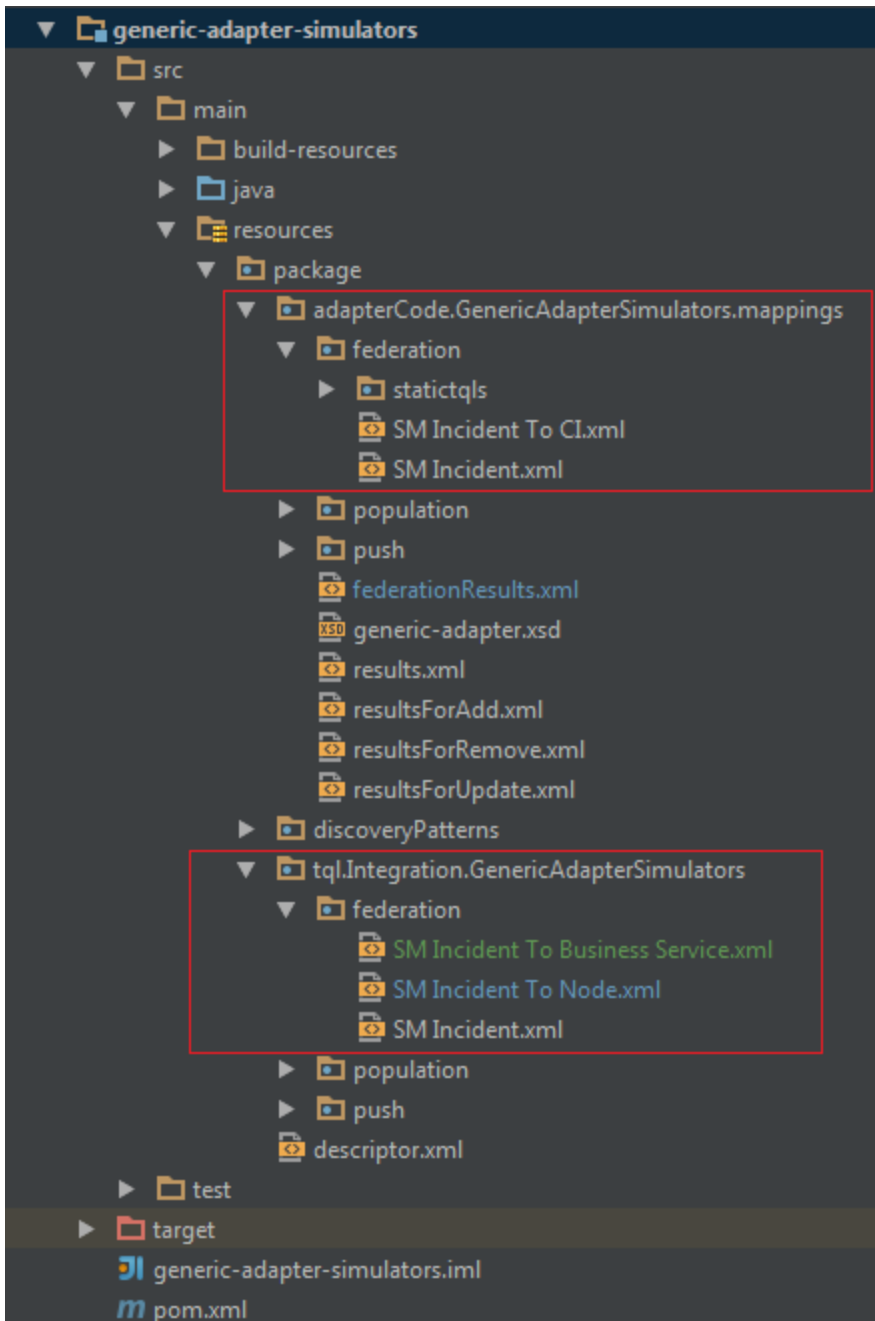 generic-adapter-simulators
src
main
build-resources
java
resources
package
adapterCode.GenericAdapterSimulators.mappings
federation
statictqls
SM Incident To CI.xml
SM Incident.xml
population
push
federationResults.xml
generic-adapter.xsd
results.xml
resultsForAdd.xml
resultsForRemove.xml
resultsForUpdate.xml
discoveryPatterns
tql.Integration.GenericAdapterSimulators
federation
SM Incident To Business Service.xml
SM Incident To Node.xml
SM Incident.xml
population
push
descriptor.xml
test
target
generic-adapter-simulators.iml
pom.xml